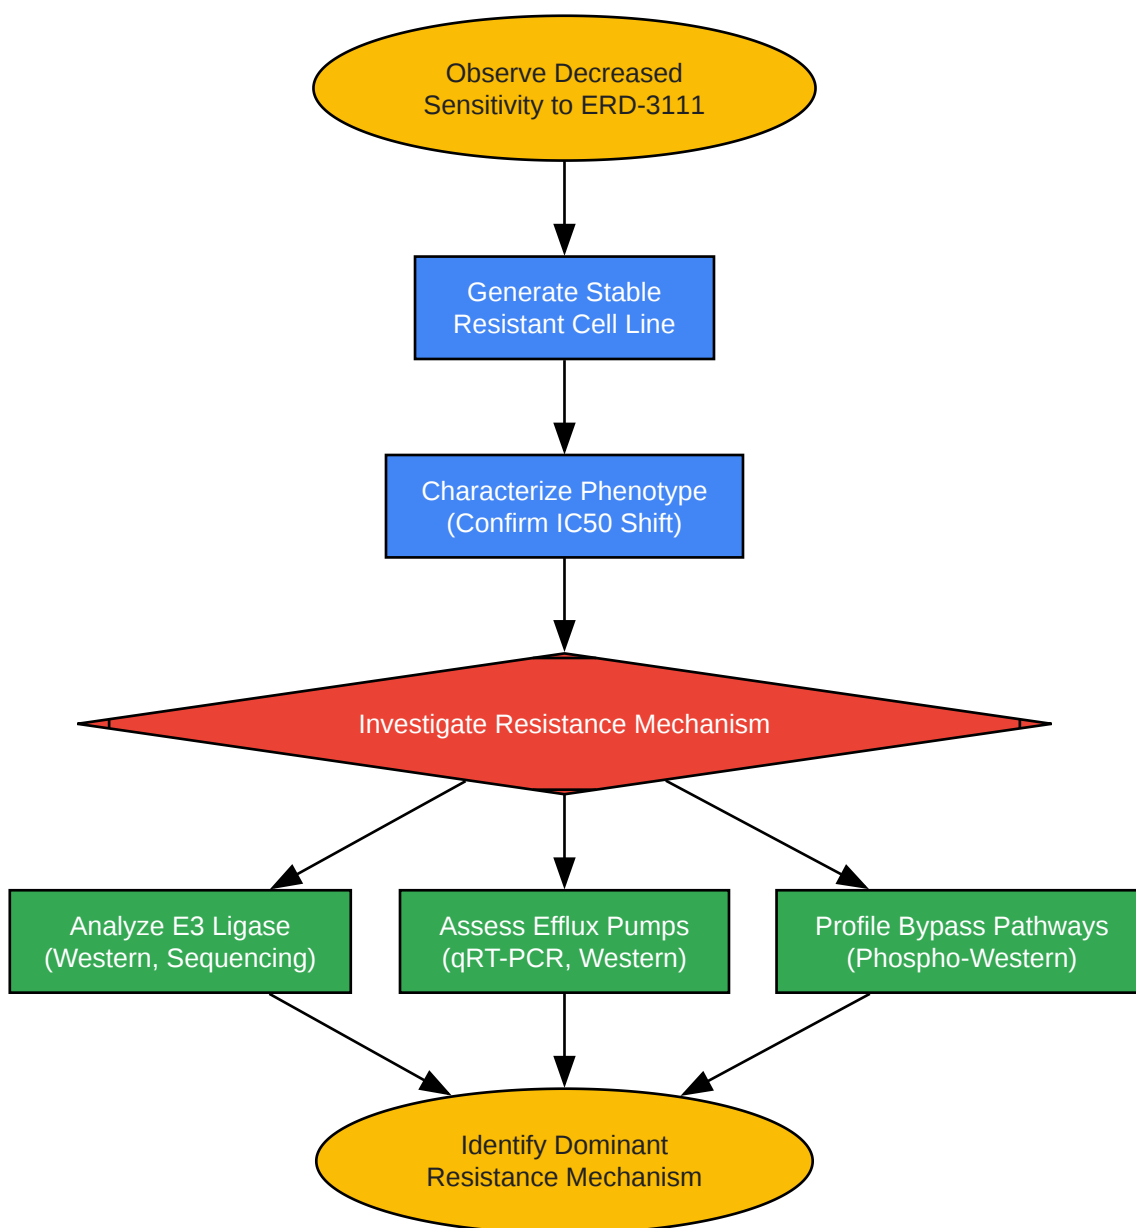 Observe Decreased
Sensitivity to ERD-3111
Generate Stable
Resistant Cell Line
Characterize Phenotype
(Confirm IC50 Shift)
Investigate Resistance Mechanism
Analyze E3 Ligase
(Western, Sequencing)
Assess Efflux Pumps
(qRT-PCR, Western)
Profile Bypass Pathways
(Phospho-Western)
Identify Dominant
Resistance Mechanism